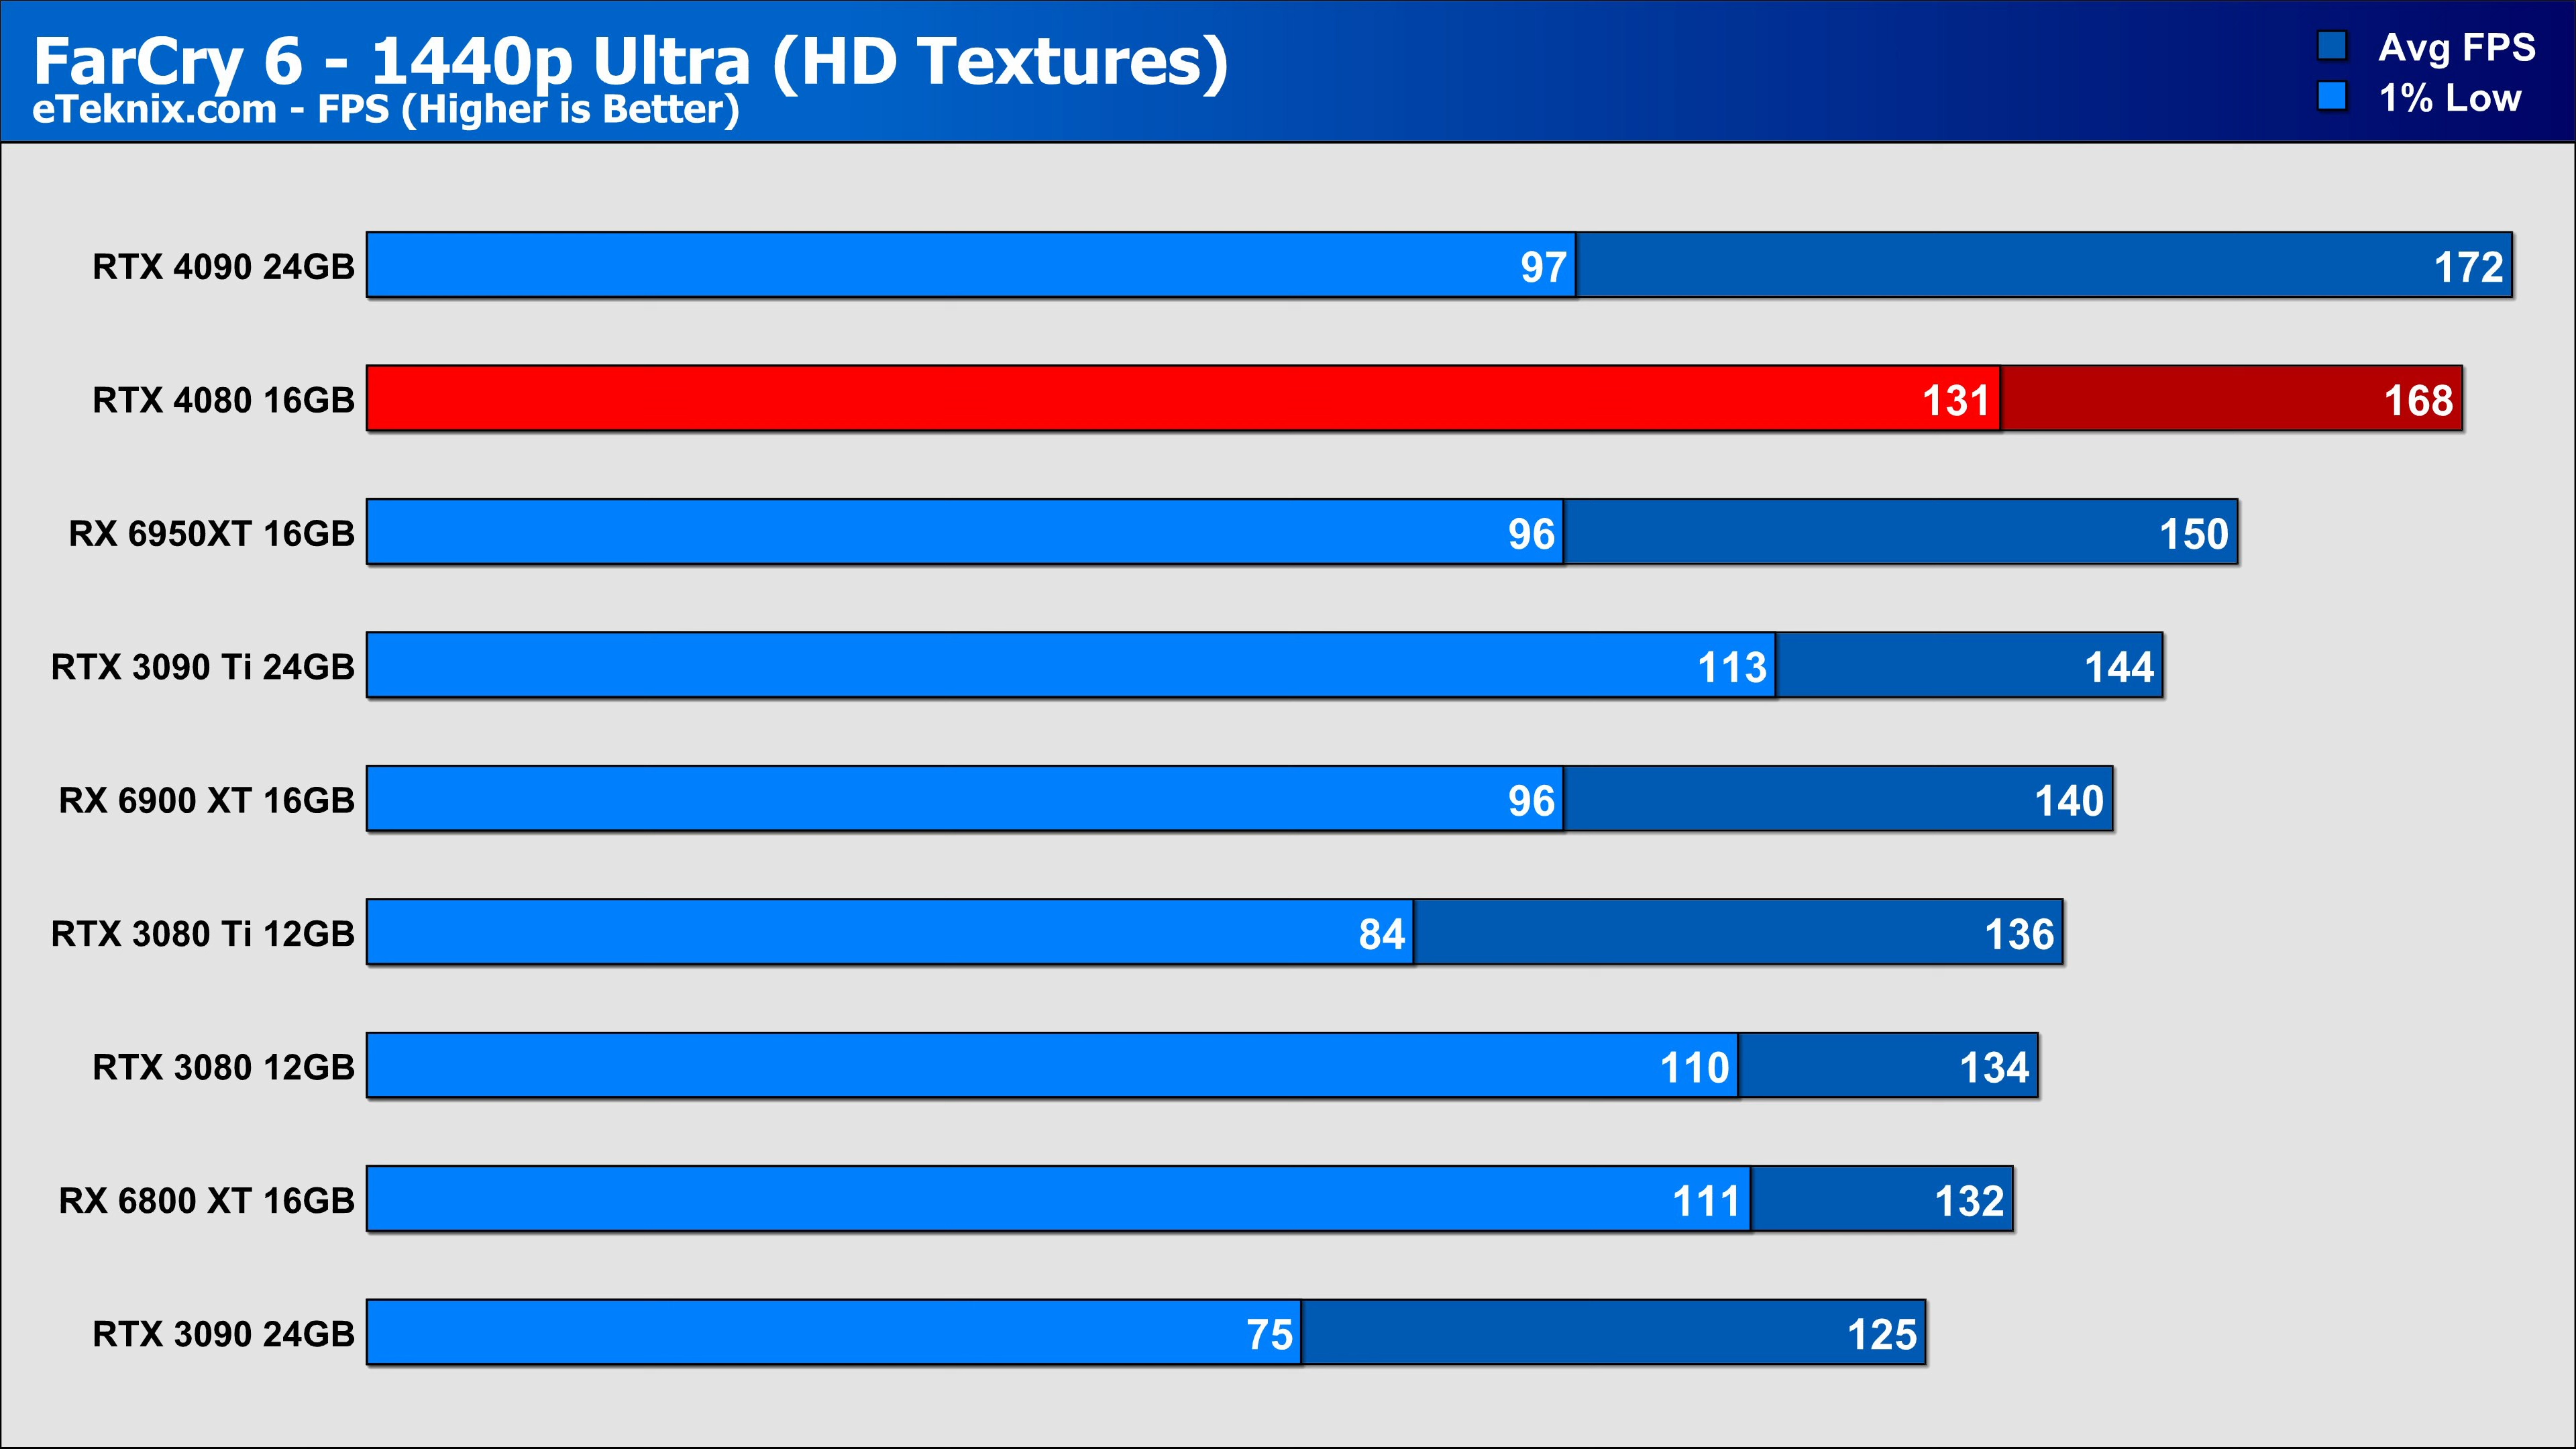 FarCry 6 - 1440p Ultra (HD Textures)
eTeknix.com - FPS (Higher is Better)
Avg FPS
1% Low
RTX 4090 24GB 97 172
RTX 4080 16GB 131 168
RX 6950XT 16GB 96 150
RTX 3090 Ti 24GB 113 144
RX 6900 XT 16GB 96 140
RTX 3080 Ti 12GB 84 136
RTX 3080 12GB 110 134
RX 6800 XT 16GB 111 132
RTX 3090 24GB 75 125